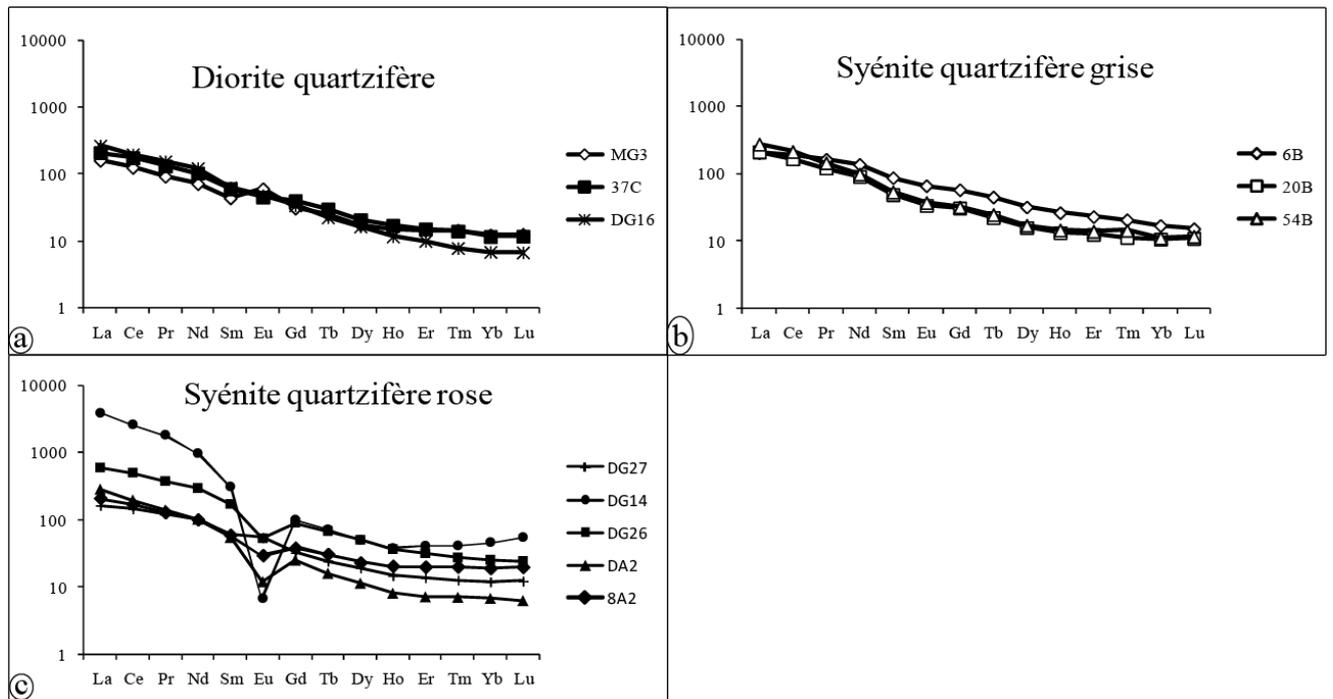 10000
Diorite quartzifère
1000
100
10
1
La Ce Pr Nd Sm Eu Gd Tb Dy Ho Er Tm Yb Lu
MG3
37C
DG16
a
10000
Syénite quartzifère grise
1000
100
10
1
La Ce Pr Nd Sm Eu Gd Tb Dy Ho Er Tm Yb Lu
6B
20B
54B
b
10000
Syénite quartzifère rose
1000
100
10
1
La Ce Pr Nd Sm Eu Gd Tb Dy Ho Er Tm Yb Lu
DG27
DG14
DG26
DA2
8A2
c